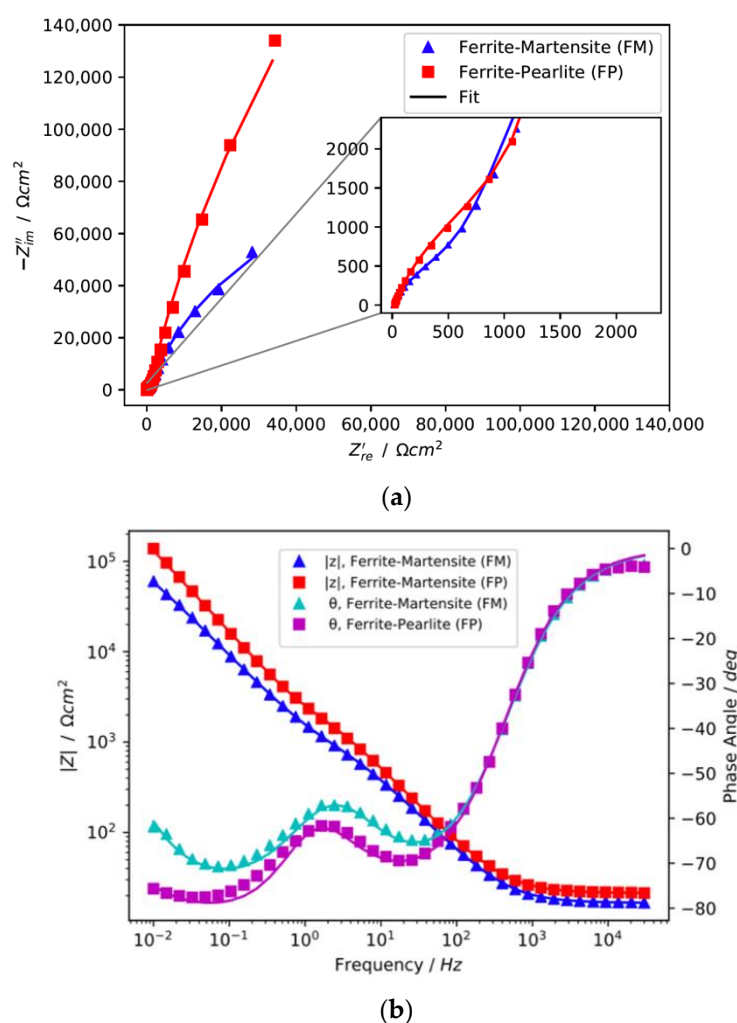 (a)
140,000
120,000
100,000
80,000
60,000
40,000
20,000
0
−Z''im / Ωcm²
Ferrite-Martensite (FM)
Ferrite-Pearlite (FP)
Fit
2000
1500
1000
500
0
0 500 1000 1500 2000
0 20,000 40,000 60,000 80,000 100,000 120,000 140,000
Z're / Ωcm²
(b)
|Z| / Ωcm²
10⁵
10⁴
10³
10²
|z|, Ferrite-Martensite (FM)
|z|, Ferrite-Martensite (FP)
θ, Ferrite-Martensite (FM)
θ, Ferrite-Pearlite (FP)
0
−10
−20
−30
−40
−50
−60
−70
−80
Phase Angle / deg
10⁻² 10⁻¹ 10⁰ 10¹ 10² 10³ 10⁴
Frequency / Hz